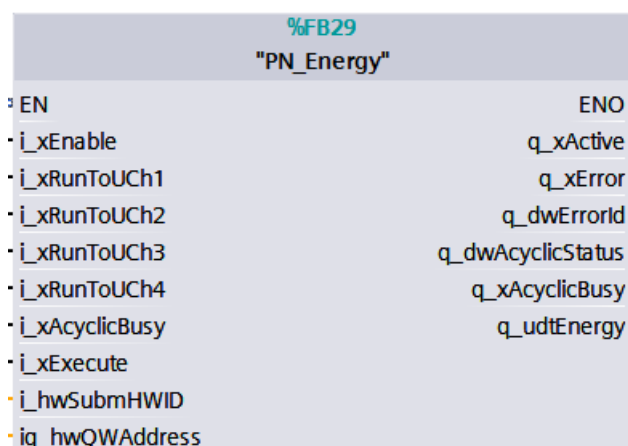 %FB29
"PN_Energy"
EN ENO
i_xEnable q_xActive
i_xRunToUCh1 q_xError
i_xRunToUCh2 q_dwErrorId
i_xRunToUCh3 q_dwAcyclicStatus
i_xRunToUCh4 q_xAcyclicBusy
i_xAcyclicBusy q_udtEnergy
i_xExecute
i_hwSubmHWID
iq_hwQWAddress